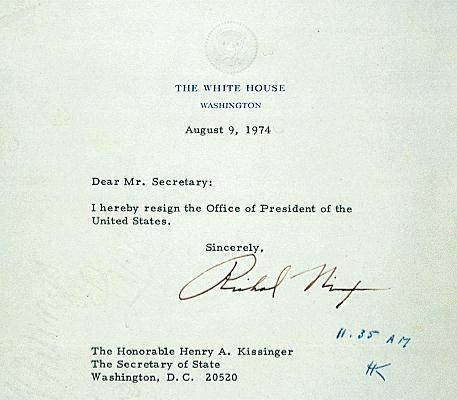 THE WHITE HOUSE
WASHINGTON
August 9, 1974
Dear Mr. Secretary:
I hereby resign the Office of President of the
United States.
Sincerely,
Richard Nixon
11.35 AM
HK
The Honorable Henry A. Kissinger
The Secretary of State
Washington, D.C. 20520